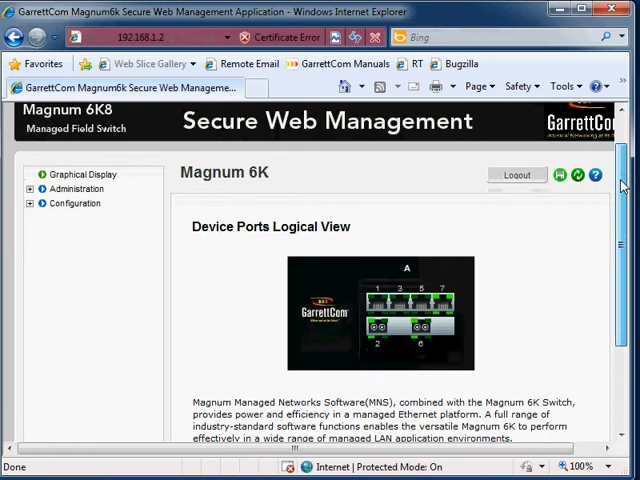 GarrettCom Magnum6k Secure Web Management Application - Windows Internet Explorer
192.168.1.2
Certificate Error
Bing
Favorites
Web Slice Gallery
Remote Email
GarrettCom Manuals
RT
Bugzilla
GarrettCom Magnum6k Secure Web Manageme...
Page
Safety
Tools
Magnum 6K8
Managed Field Switch
Secure Web Management
GarrettCom
Graphical Display
Administration
Configuration
Magnum 6K
Logout
Device Ports Logical View
A
1 3 5 7
GarrettCom
2 6
Magnum Managed Networks Software(MNS), combined with the Magnum 6K Switch,
provides power and efficiency in a managed Ethernet platform. A full range of
industry-standard software functions enables the versatile Magnum 6K to perform
effectively in a wide range of managed LAN application environments.
Done
Internet | Protected Mode: On
100%